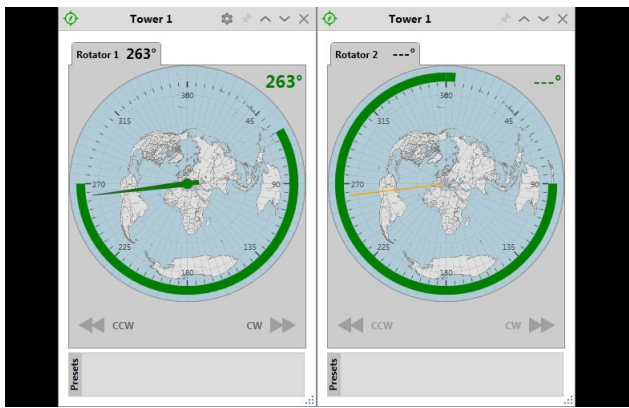 Tower 1
Rotator 1 263°
263°
360
45
90
135
180
225
270
315
CCW
CW
Presets
Tower 1
Rotator 2 ---°
---°
360
45
90
135
180
225
270
315
CCW
CW
Presets